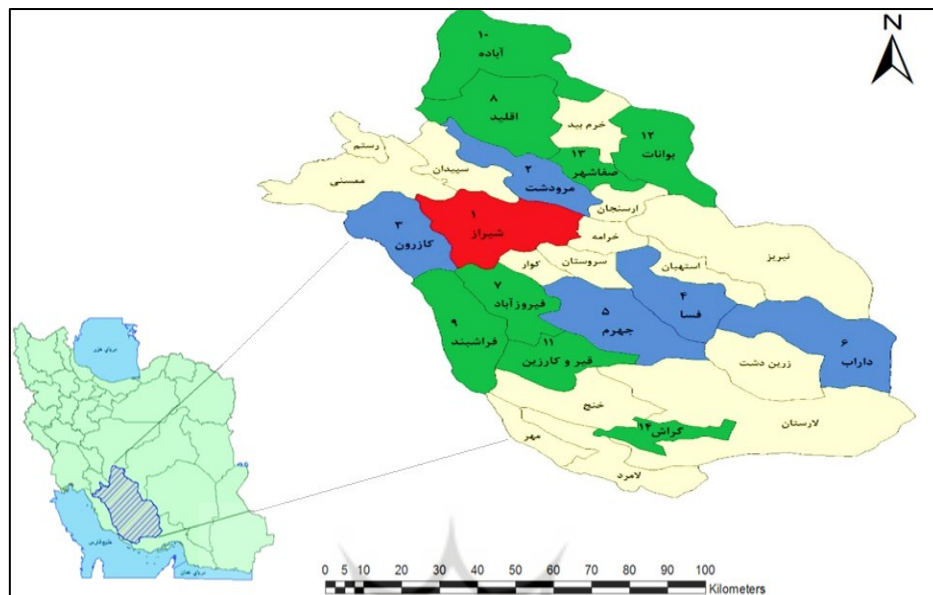 N
۱۰
آباده
۸
اقلید
خرم بید
۱۲
بوانات
۱۳
صفاشهر
رستم
ممسنی
سپیدان
۲
مرودشت
ارسنجان
۳
کازرون
۱
شیراز
خرامه
سروستان
کوار
استهبان
نیریز
۷
فیروزآباد
۴
فسا
۵
جهرم
۹
فراشبند
۱۱
قیر و کارزین
۶
داراب
زرین دشت
خنج
لارستان
گراش ۱۴
مهر
لامرد
دریای خزر
خلیج فارس
دریای عمان
0 5 10 20 30 40 50 60 70 80 90 100
Kilometers